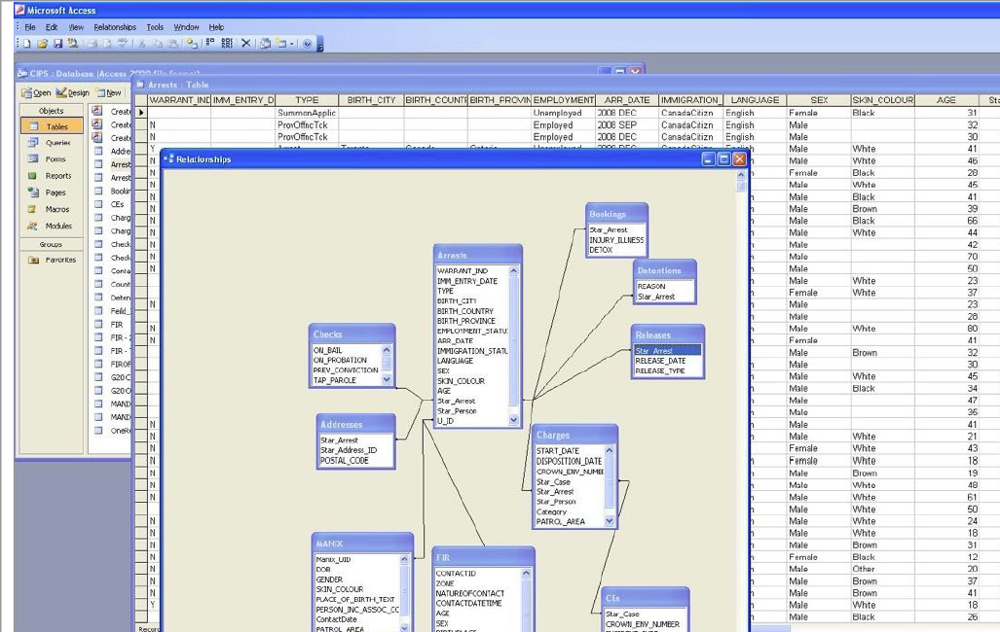 Microsoft Access
File Edit View Relationships Tools Window Help
CIPS : Database (Access 2000 file format)
Open Design New
Arrests : Table
Objects
Tables
Queries
Forms
Reports
Pages
Macros
Modules
Groups
Favorites
Create
Create
Create
Addre
Arrest
Arrest
Bookin
CEs
Charg
Charg
Check
Check
Conta
Count
Deten
Feild_
FIR
FIR -
FIR -
FIROF
G20 C
G20 C
MANI
MANI
OneRe
WARRANT_IND IMM_ENTRY_D TYPE BIRTH_CITY BIRTH_COUNT BIRTH_PROVIN EMPLOYMENT ARR_DATE IMMIGRATION_ LANGUAGE SEX SKIN_COLOUR AGE Sta
SummonApplic Unemployed 2008 DEC CanadaCitizn English Female Black 31
N ProvOffncTck Employed 2008 SEP CanadaCitizn English Male 32
N ProvOffncTck Employed 2008 DEC CanadaCitizn English Male 30
Y Male White 41
N Male White 46
N Female Black 28
N Male White 45
N Male Black 41
N Male Brown 39
N Male Black 66
N Male White 44
N Male 42
N Male 70
N Male 50
Male White 23
Female White 37
N Male 23
Male 28
N Male White 80
N Female 41
Male Brown 32
Male 30
Male White 45
Male Black 34
Male 47
Male 36
N Male 41
N Male White 21
N Female White 43
N Female White 18
N Male Brown 19
N Male White 48
N Male White 61
Male White 50
N Male White 24
N Male White 18
N Male Brown 31
N Female Black 12
N Male Other 20
N Male Brown 37
N Male Brown 41
Y Male White 18
Male Black 26
Relationships
Bookings
Star_Arrest
INJURY_ILLNESS
DETOX
Detentions
REASON
Star_Arrest
Releases
Star_Arrest
RELEASE_DATE
RELEASE_TYPE
Arrests
WARRANT_IND
IMM_ENTRY_DATE
TYPE
BIRTH_CITY
BIRTH_COUNTRY
BIRTH_PROVINCE
EMPLOYMENT_STATU
ARR_DATE
IMMIGRATION_STATU
LANGUAGE
SEX
SKIN_COLOUR
AGE
Star_Arrest
Star_Person
U_ID
Checks
ON_BAIL
ON_PROBATION
PREV_CONVICTION
TAP_PAROLE
Addresses
Star_Arrest
Star_Address_ID
POSTAL_CODE
Charges
START_DATE
DISPOSITION_DATE
CROWN_ENV_NUMBE
Star_Case
Star_Arrest
Star_Person
Category
PATROL_AREA
MANIX
Manix_UID
DOB
GENDER
SKIN_COLOUR
PLACE_OF_BIRTH_TEXT
PERSON_INC_ASSOC_CC
ContactDate
PATROL_AREA
FIR
CONTACTID
ZONE
NATUREOFCONTACT
CONTACTDATETIME
AGE
SEX
BIRTHPLACE
CEs
Star_Case
CROWN_ENV_NUMBER
Record